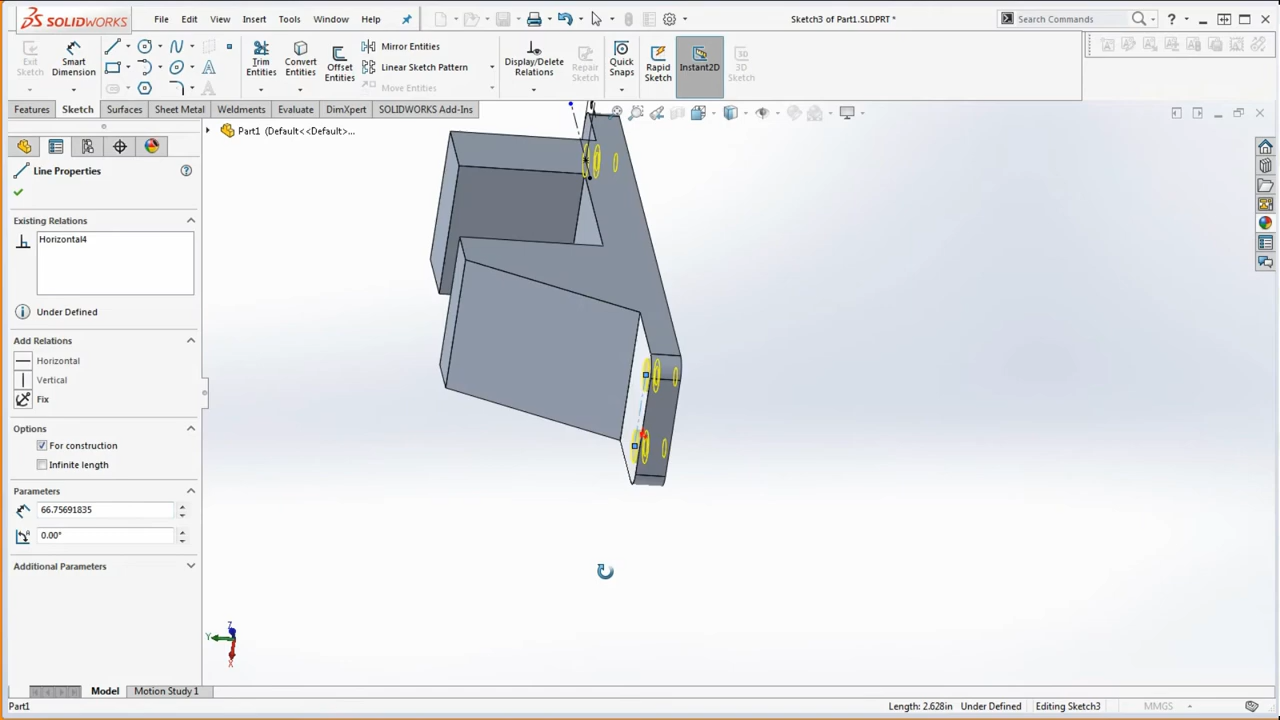 SOLIDWORKS
File Edit View Insert Tools Window Help
Sketch3 of Part1.SLDPRT *
Search Commands
Exit Sketch
Smart Dimension
Trim Entities
Convert Entities
Offset Entities
Mirror Entities
Linear Sketch Pattern
Move Entities
Display/Delete Relations
Repair Sketch
Quick Snaps
Rapid Sketch
Instant2D
3D Sketch
Features Sketch Surfaces Sheet Metal Weldments Evaluate DimXpert SOLIDWORKS Add-Ins
Part1 (Default<<Default>...
Line Properties
Existing Relations
Horizontal4
Under Defined
Add Relations
Horizontal
Vertical
Fix
Options
For construction
Infinite length
Parameters
66.75691835
0.00°
Additional Parameters
Z
Y
X
Model Motion Study 1
Part1
Length: 2.628in Under Defined Editing Sketch3 MMGS